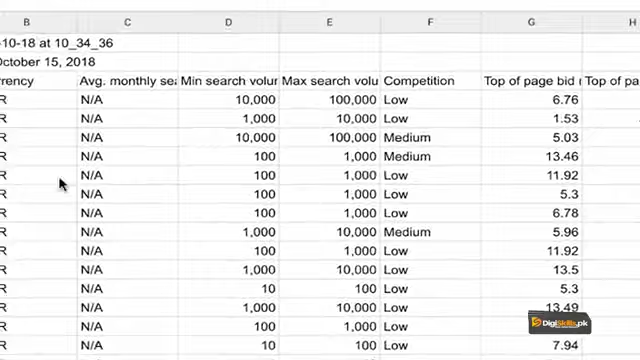 B C D E F G H
-10-18 at 10_34_36
October 15, 2018
rency Avg. monthly sea Min search volum Max search volu Competition Top of page bid Top of pa
R N/A 10,000 100,000 Low 6.76
R N/A 1,000 10,000 Low 1.53
R N/A 10,000 100,000 Medium 5.03
R N/A 100 1,000 Medium 13.46
R N/A 100 1,000 Low 11.92
R N/A 100 1,000 Low 5.3
R N/A 100 1,000 Low 6.78
R N/A 1,000 10,000 Medium 5.96
R N/A 100 1,000 Low 11.92
R N/A 1,000 10,000 Low 13.5
R N/A 10 100 Low 5.3
R N/A 1,000 10,000 Low 13.49
R N/A 100 1,000 Low
R N/A 10 100 Low 7.94
DigiSkills.pk